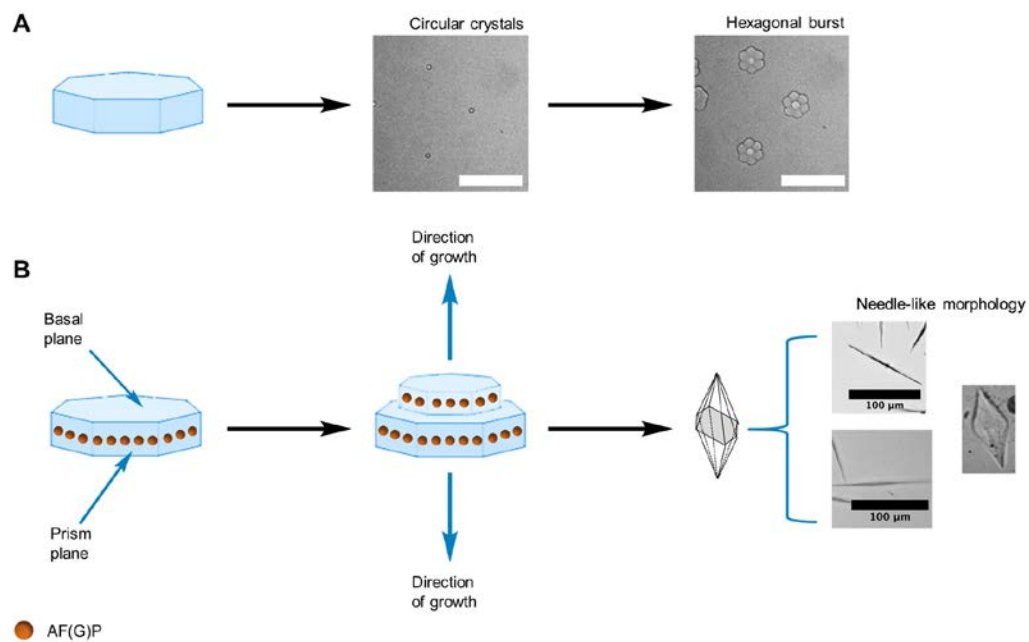 A
Circular crystals
Hexagonal burst
Direction
of growth
B
Basal
plane
Needle-like morphology
100 µm
100 µm
Prism
plane
Direction
of growth
AF(G)P